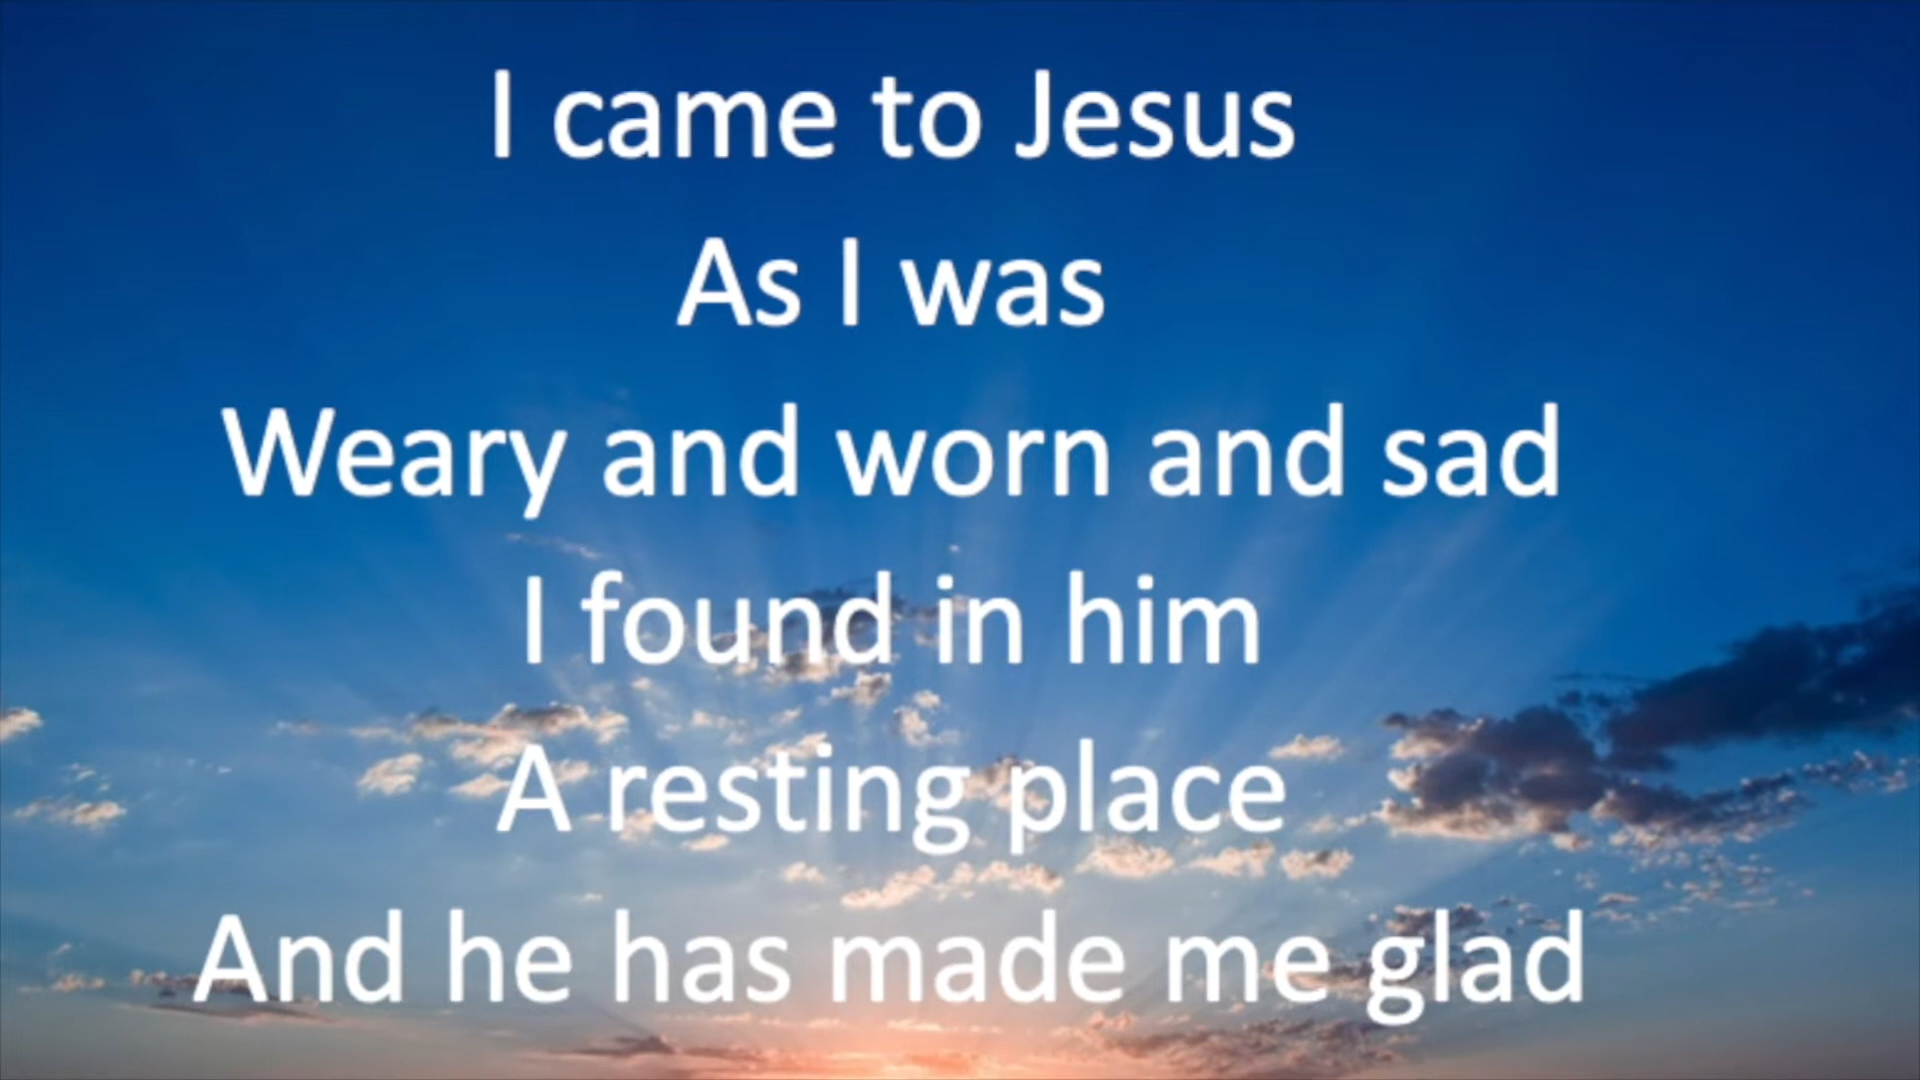 I came to Jesus
As I was
Weary and worn and sad
I found in him
A resting place
And he has made me glad